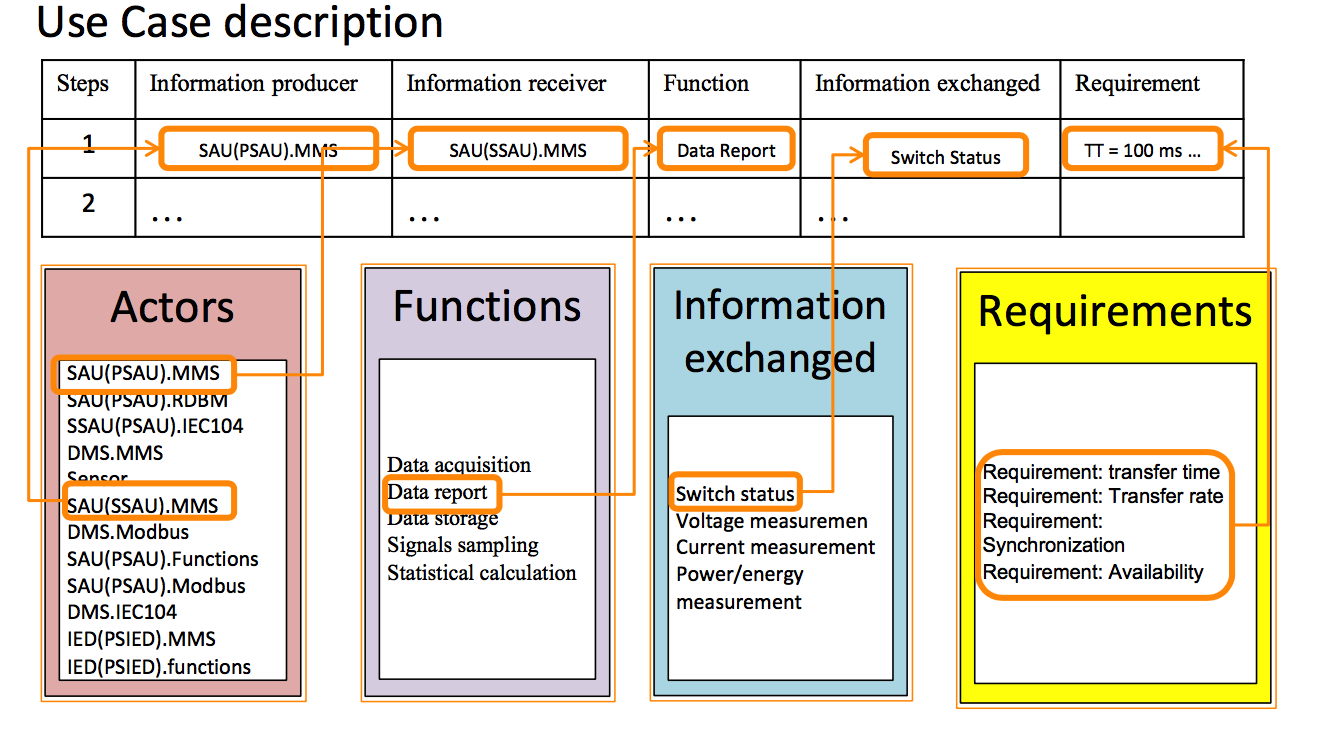 Use Case description
Steps Information producer Information receiver Function Information exchanged Requirement
1 SAU(PSAU).MMS SAU(SSAU).MMS Data Report Switch Status TT = 100 ms ...
2 ... ... ... ...
Actors
SAU(PSAU).MMS
SAU(PSAU).RDBM
SSAU(PSAU).IEC104
DMS.MMS
Sensor
SAU(SSAU).MMS
DMS.Modbus
SAU(PSAU).Functions
SAU(PSAU).Modbus
DMS.IEC104
IED(PSIED).MMS
IED(PSIED).functions
Functions
Data acquisition
Data report
Data storage
Signals sampling
Statistical calculation
Information
exchanged
Switch status
Voltage measuremen
Current measurement
Power/energy
measurement
Requirements
Requirement: transfer time
Requirement: Transfer rate
Requirement:
Synchronization
Requirement: Availability